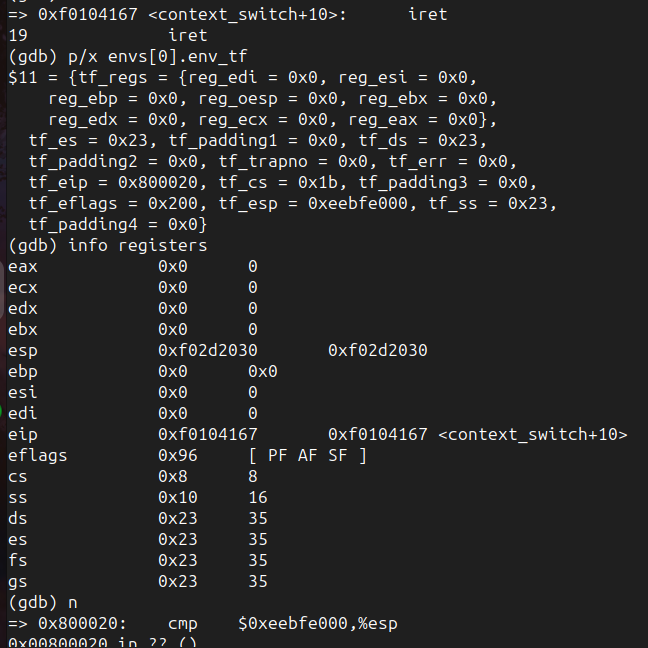 => 0xf0104167 <context_switch+10>:      iret
19              iret
(gdb) p/x envs[0].env_tf
$11 = {tf_regs = {reg_edi = 0x0, reg_esi = 0x0,
    reg_ebp = 0x0, reg_oesp = 0x0, reg_ebx = 0x0,
    reg_edx = 0x0, reg_ecx = 0x0, reg_eax = 0x0},
  tf_es = 0x23, tf_padding1 = 0x0, tf_ds = 0x23,
  tf_padding2 = 0x0, tf_trapno = 0x0, tf_err = 0x0,
  tf_eip = 0x800020, tf_cs = 0x1b, tf_padding3 = 0x0,
  tf_eflags = 0x200, tf_esp = 0xeebfe000, tf_ss = 0x23,
  tf_padding4 = 0x0}
(gdb) info registers
eax            0x0      0
ecx            0x0      0
edx            0x0      0
ebx            0x0      0
esp            0xf02d2030       0xf02d2030
ebp            0x0      0x0
esi            0x0      0
edi            0x0      0
eip            0xf0104167       0xf0104167 <context_switch+10>
eflags         0x96     [ PF AF SF ]
cs             0x8      8
ss             0x10     16
ds             0x23     35
es             0x23     35
fs             0x23     35
gs             0x23     35
(gdb) n
=> 0x800020:    cmp    $0xeebfe000,%esp
0x00800020 in ?? ()